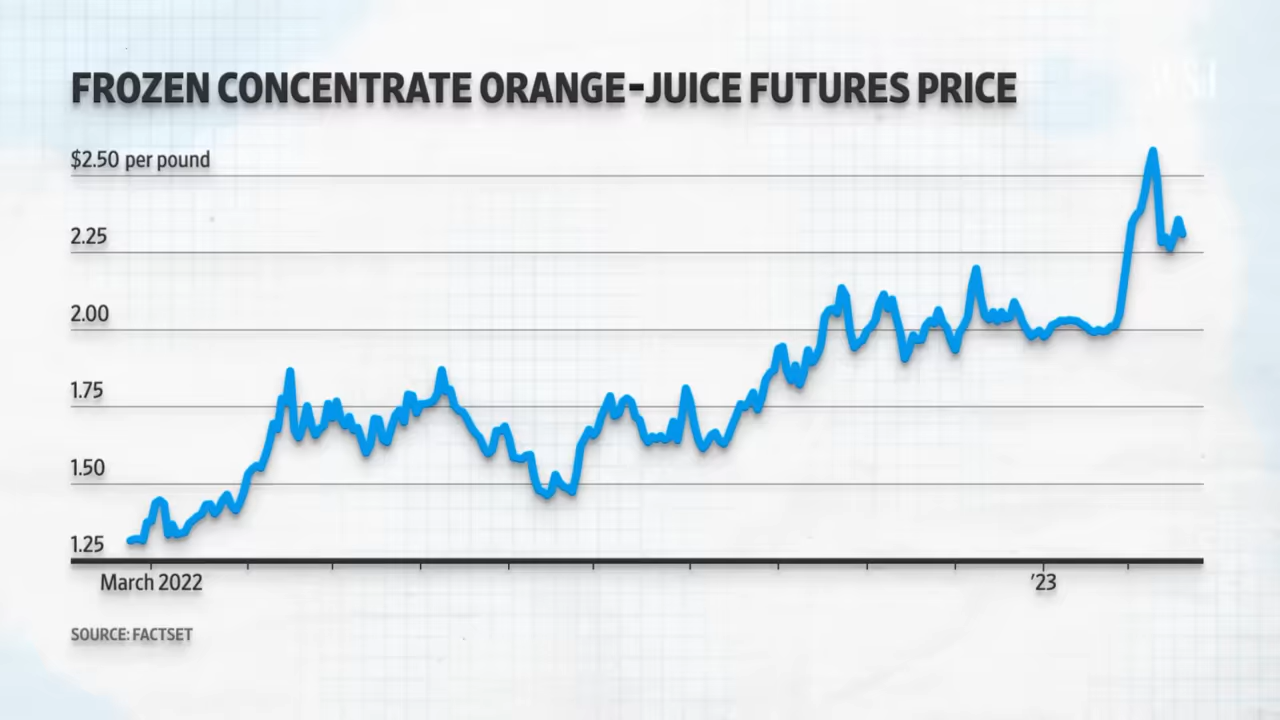 FROZEN CONCENTRATE ORANGE-JUICE FUTURES PRICE
WSJ
$2.50 per pound
2.25
2.00
1.75
1.50
1.25
March 2022
’23
SOURCE: FACTSET